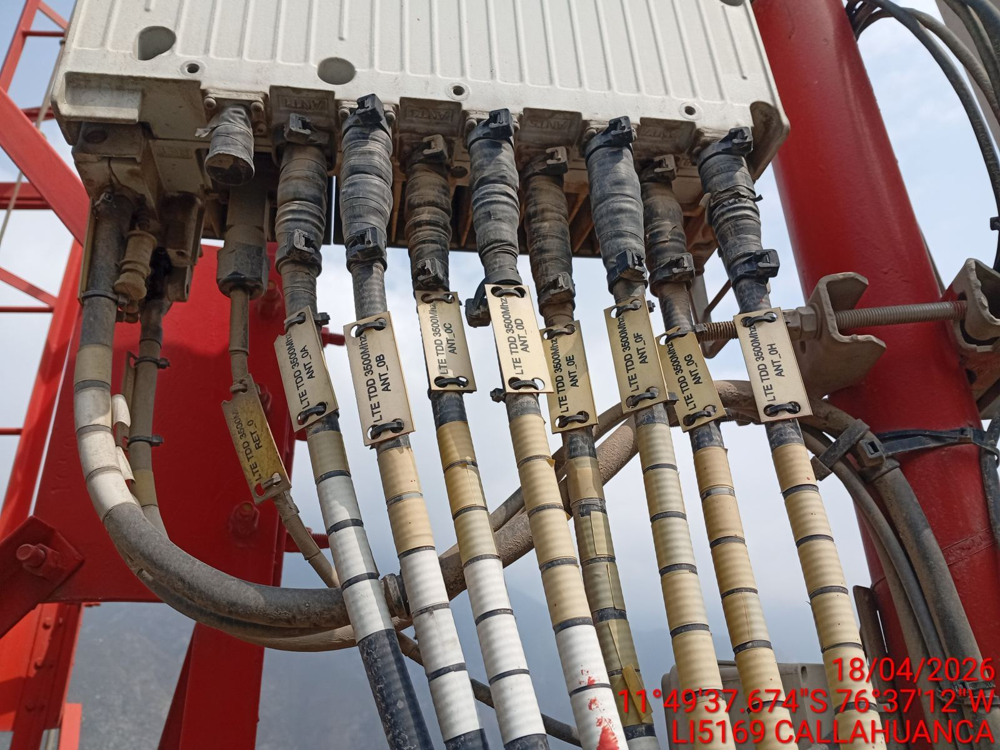 LTE TDD 3500M
RET_0
LTE TDD 3500Mhz
ANT_0A
LTE TDD 3500Mhz
ANT_0B
LTE TDD 3500Mhz
ANT_0C
LTE TDD 3500Mhz
ANT_0D
LTE TDD 3500Mhz
ANT_0E
LTE TDD 3500Mhz
ANT_0F
LTE TDD 3500Mhz
ANT_0G
LTE TDD 3500Mhz
ANT_0H
18/04/2026
11°49'37.674"S 76°37'12"W
LI5169 CALLAHUANCA